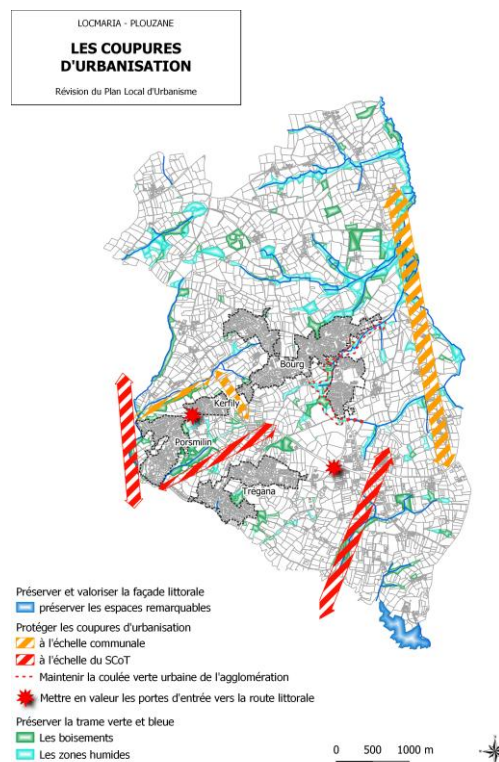 LOCMARIA - PLOUZANE
LES COUPURES
D'URBANISATION
Révision du Plan Local d'Urbanisme
Bourg
Kerfily
Porsmilin
Trégana
Préserver et valoriser la façade littorale
préserver les espaces remarquables
Protéger les coupures d'urbanisation
à l'échelle communale
à l'échelle du SCoT
Maintenir la coulée verte urbaine de l'agglomération
Mettre en valeur les portes d'entrée vers la route littorale
Préserver la trame verte et bleue
Les boisements
Les zones humides
0 500 1000 m
N